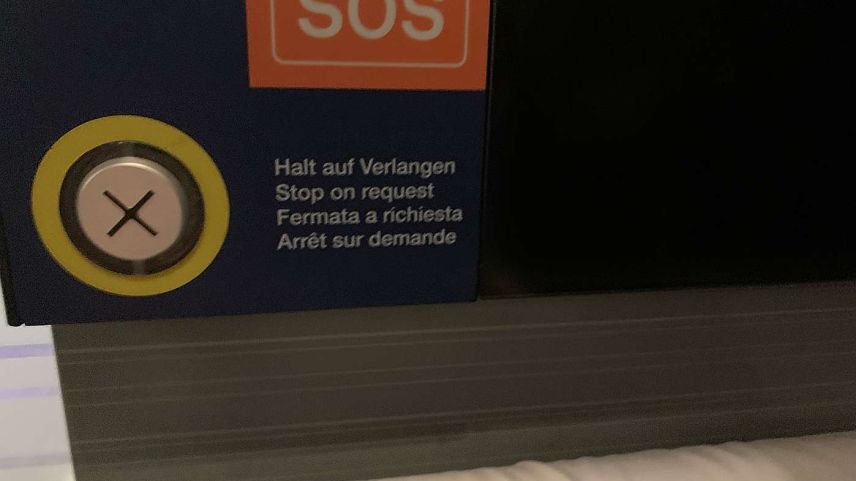 SOS
Halt auf Verlangen
Stop on request
Fermata a richiesta
Arrêt sur demande